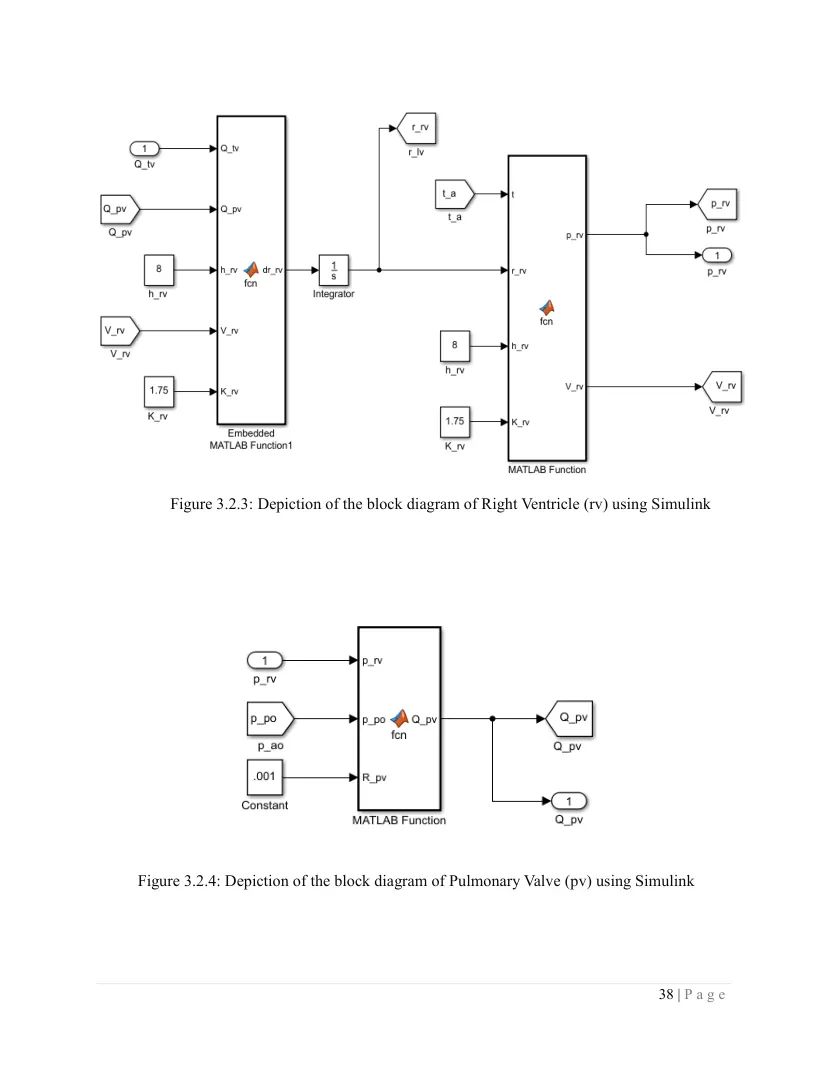 1
Q_tv
Q_tv
Q_pv
Q_pv
Q_pv
8
h_rv
h_rv
fcn
dr_rv
V_rv
V_rv
V_rv
1.75
K_rv
K_rv
Embedded
MATLAB Function1
1
s
Integrator
r_rv
r_lv
t_a
t_a
t
r_rv
8
h_rv
h_rv
fcn
1.75
K_rv
K_rv
p_rv
V_rv
MATLAB Function
p_rv
p_rv
1
p_rv
V_rv
V_rv
Figure 3.2.3: Depiction of the block diagram of Right Ventricle (rv) using Simulink
1
p_rv
p_rv
p_po
p_ao
p_po
fcn
Q_pv
.001
Constant
R_pv
MATLAB Function
Q_pv
Q_pv
1
Q_pv
Figure 3.2.4: Depiction of the block diagram of Pulmonary Valve (pv) using Simulink
38 | P a g e